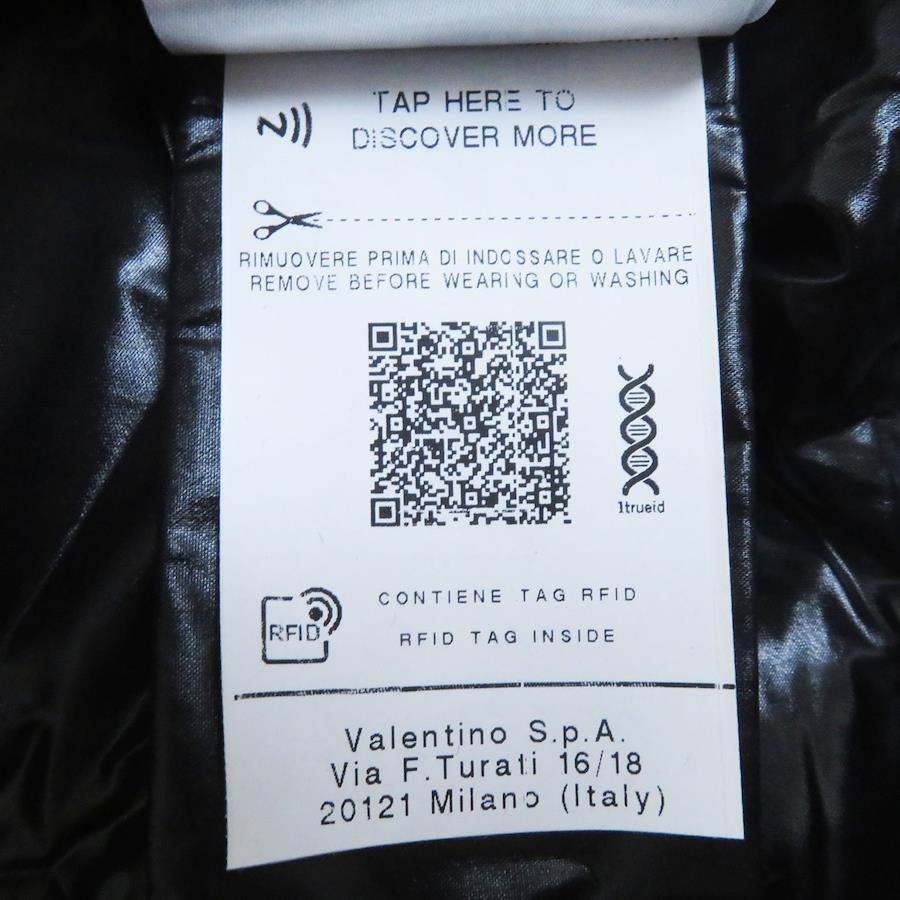 TAP HERE TO
DISCOVER MORE
RIMUOVERE PRIMA DI INDOSSARE O LAVARE
REMOVE BEFORE WEARING OR WASHING
1trueid
CONTIENE TAG RFID
RFID
RFID TAG INSIDE
Valentino S.p.A.
Via F.Turati 16/18
20121 Milano (Italy)